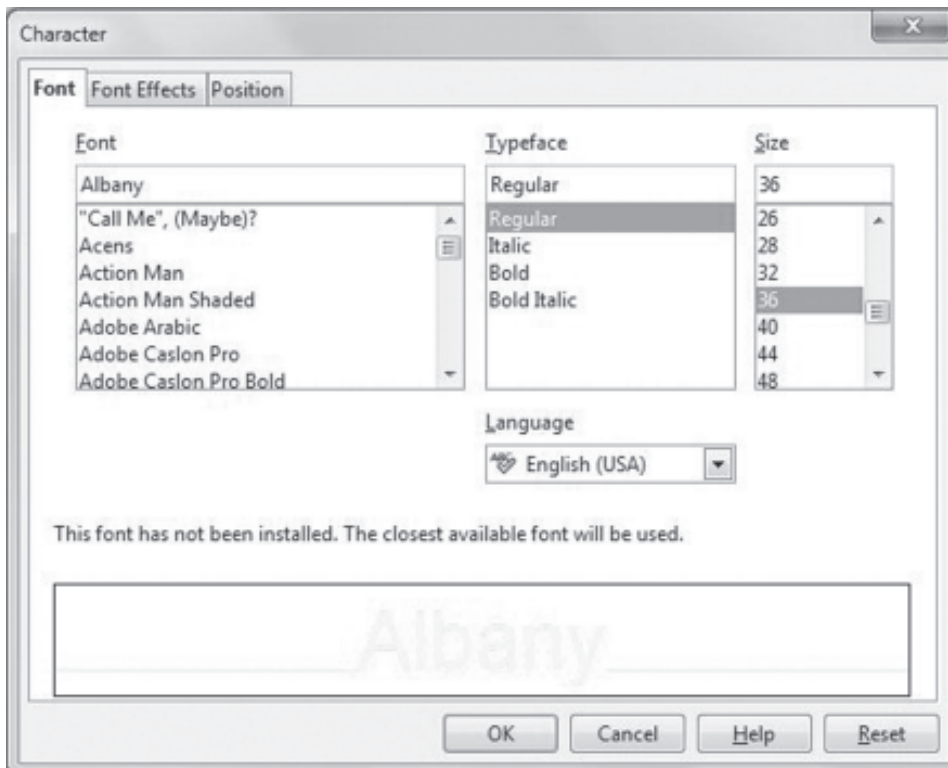 Character
Font Font Effects Position
Font Typeface Size
Albany Regular 36
"Call Me", (Maybe)? Regular 26
Acens Italic 28
Action Man Bold 32
Action Man Shaded Bold Italic 36
Adobe Arabic 40
Adobe Caslon Pro 44
Adobe Caslon Pro Bold 48
Language
ABC English (USA)
This font has not been installed. The closest available font will be used.
Albany
OK Cancel Help Reset